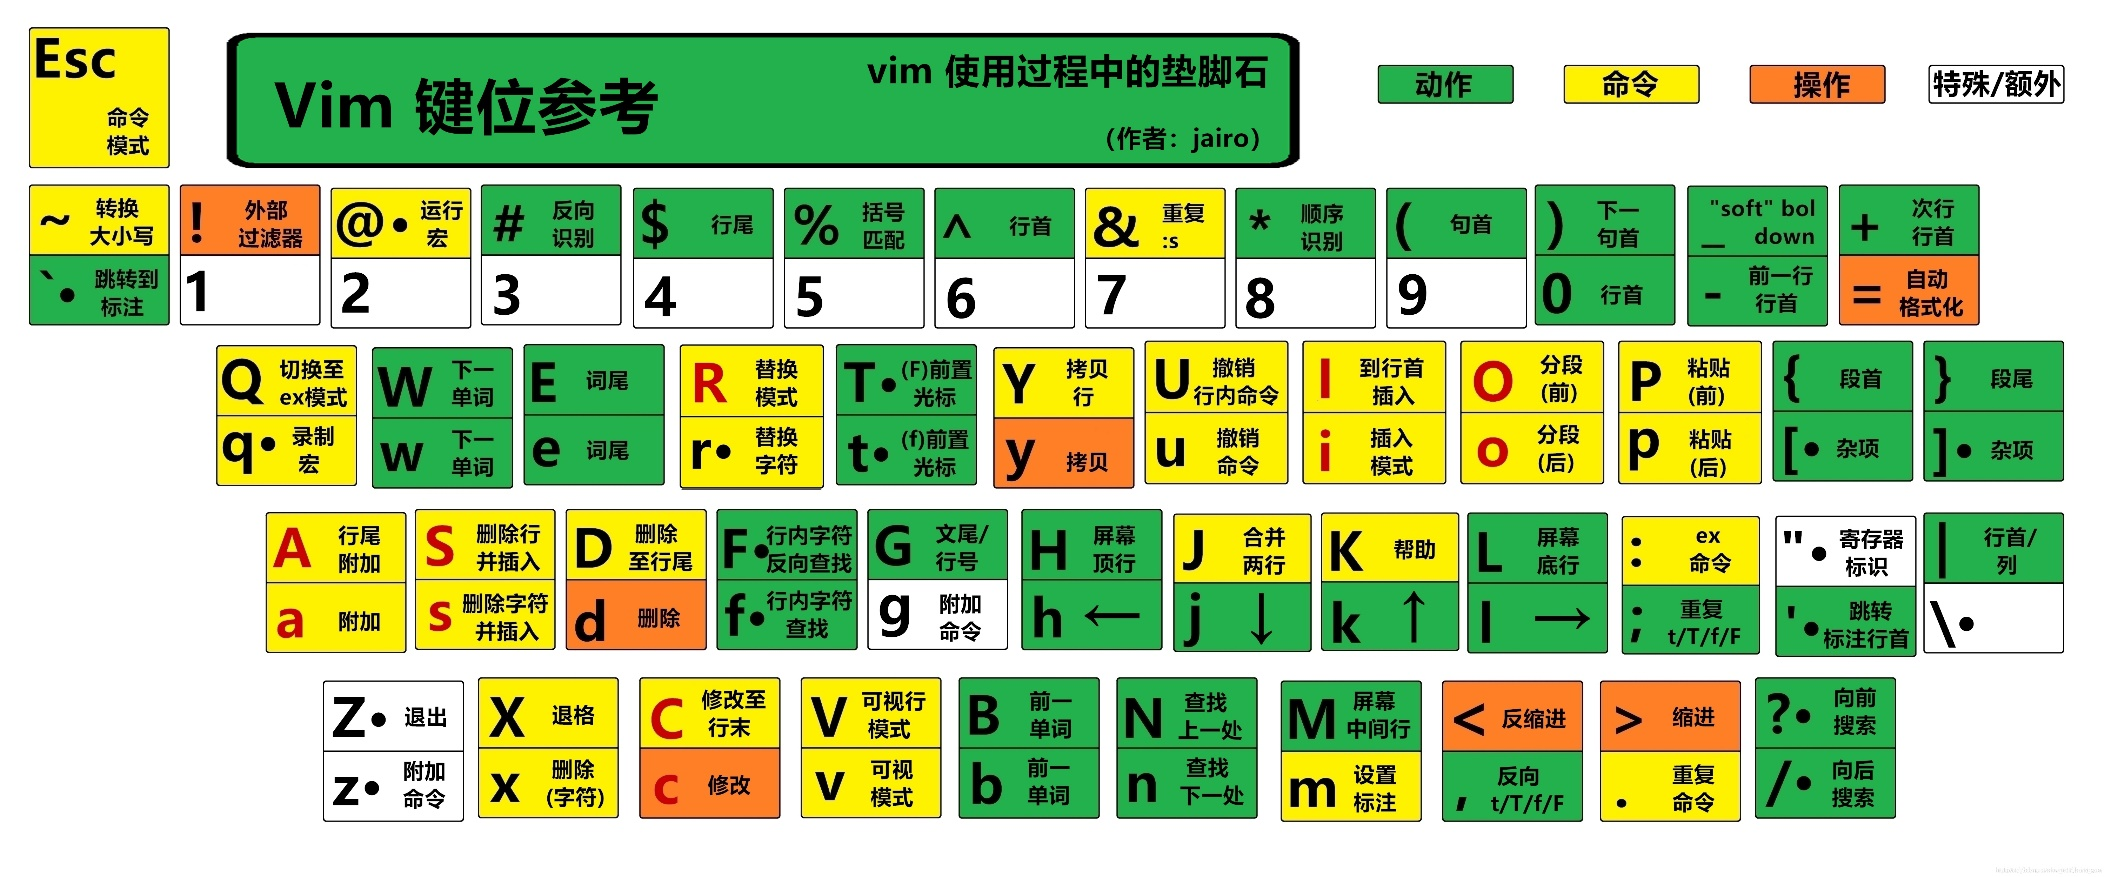 Esc
命令
模式
Vim 键位参考
vim 使用过程中的垫脚石
（作者：jairo）
动作
命令
操作
特殊/额外
~ 转换
大小写
`• 跳转到
标注
! 外部
过滤器
1
@• 运行
宏
2
# 反向
识别
3
$ 行尾
4
% 括号
匹配
5
^ 行首
6
& 重复
:s
7
* 顺序
识别
8
( 句首
9
) 下一
句首
0 行首
"soft" bol
_ down
- 前一行
行首
+ 次行
行首
= 自动
格式化
Q 切换至
ex模式
q• 录制
宏
W 下一
单词
w 下一
单词
E 词尾
e 词尾
R 替换
模式
r• 替换
字符
T• (F)前置
光标
t• (f)前置
光标
Y 拷贝
行
y 拷贝
U 撤销
行内命令
u 撤销
命令
I 到行首
插入
i 插入
模式
O 分段
(前)
o 分段
(后)
P 粘贴
(前)
p 粘贴
(后)
{ 段首
[• 杂项
} 段尾
]• 杂项
A 行尾
附加
a 附加
S 删除行
并插入
s 删除字符
并插入
D 删除
至行尾
d 删除
F• 行内字符
反向查找
f• 行内字符
查找
G 文尾/
行号
g 附加
命令
H 屏幕
顶行
h ←
J 合并
两行
j ↓
K 帮助
k ↑
L 屏幕
底行
l →
: ex
命令
; 重复
t/T/f/F
"• 寄存器
标识
'• 跳转
标注行首
| 行首/
列
\•
Z• 退出
z• 附加
命令
X 退格
x 删除
(字符)
C 修改至
行末
c 修改
V 可视行
模式
v 可视
模式
B 前一
单词
b 前一
单词
N 查找
上一处
n 查找
下一处
M 屏幕
中间行
m 设置
标注
< 反缩进
, 反向
t/T/f/F
> 缩进
. 重复
命令
?• 向前
搜索
/• 向后
搜索